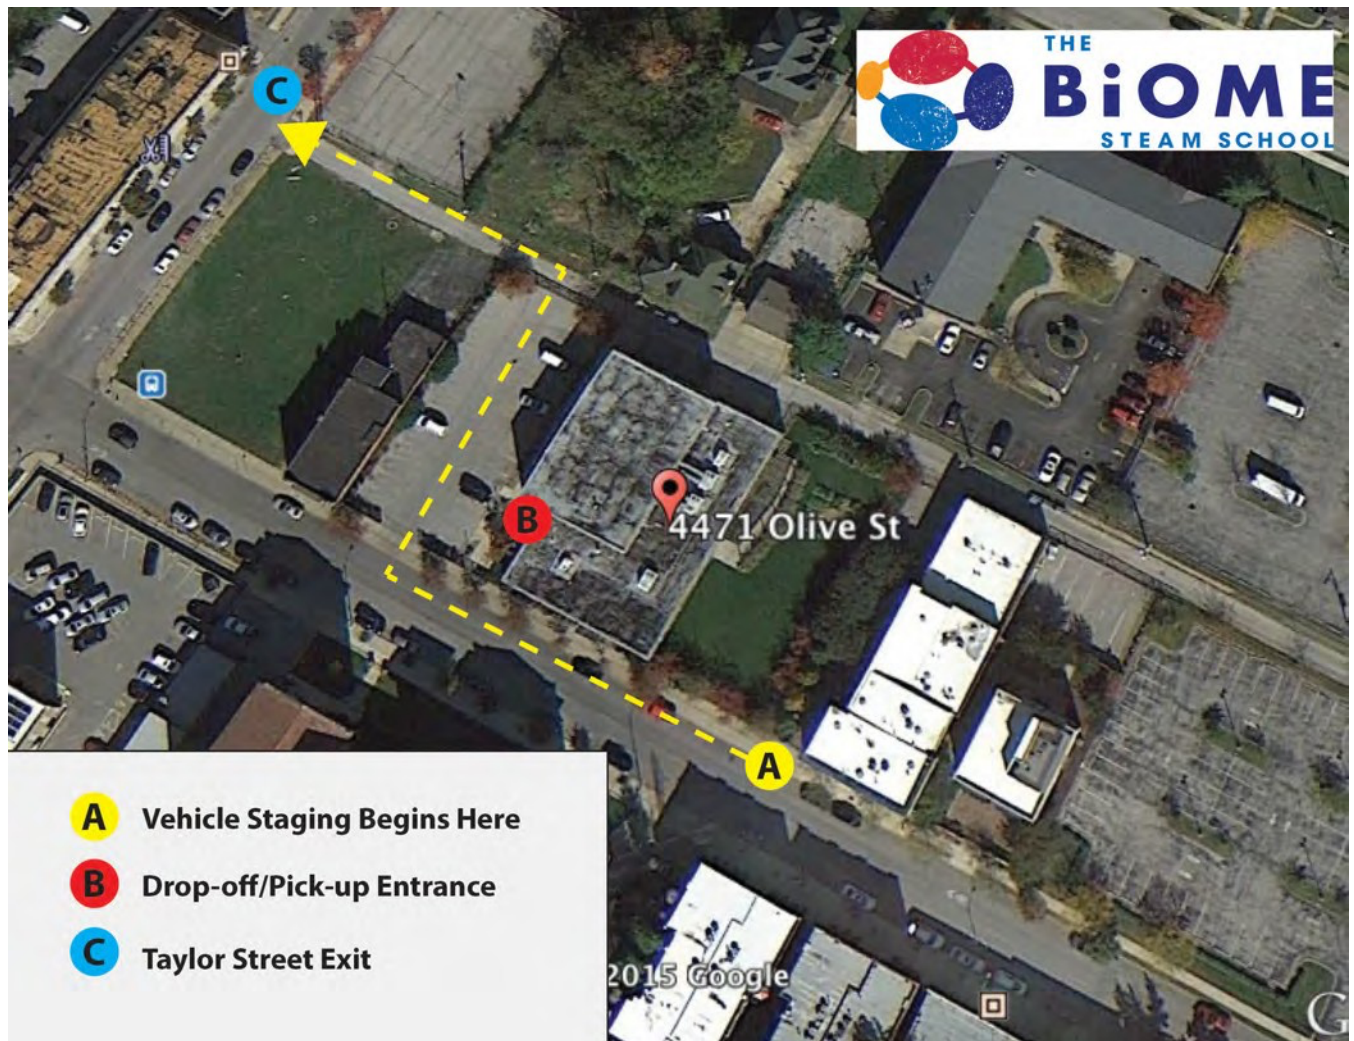 C
THE
BiOME
STEAM SCHOOL
B
4471 Olive St
A
A Vehicle Staging Begins Here
B Drop-off/Pick-up Entrance
C Taylor Street Exit
2015 Google
G